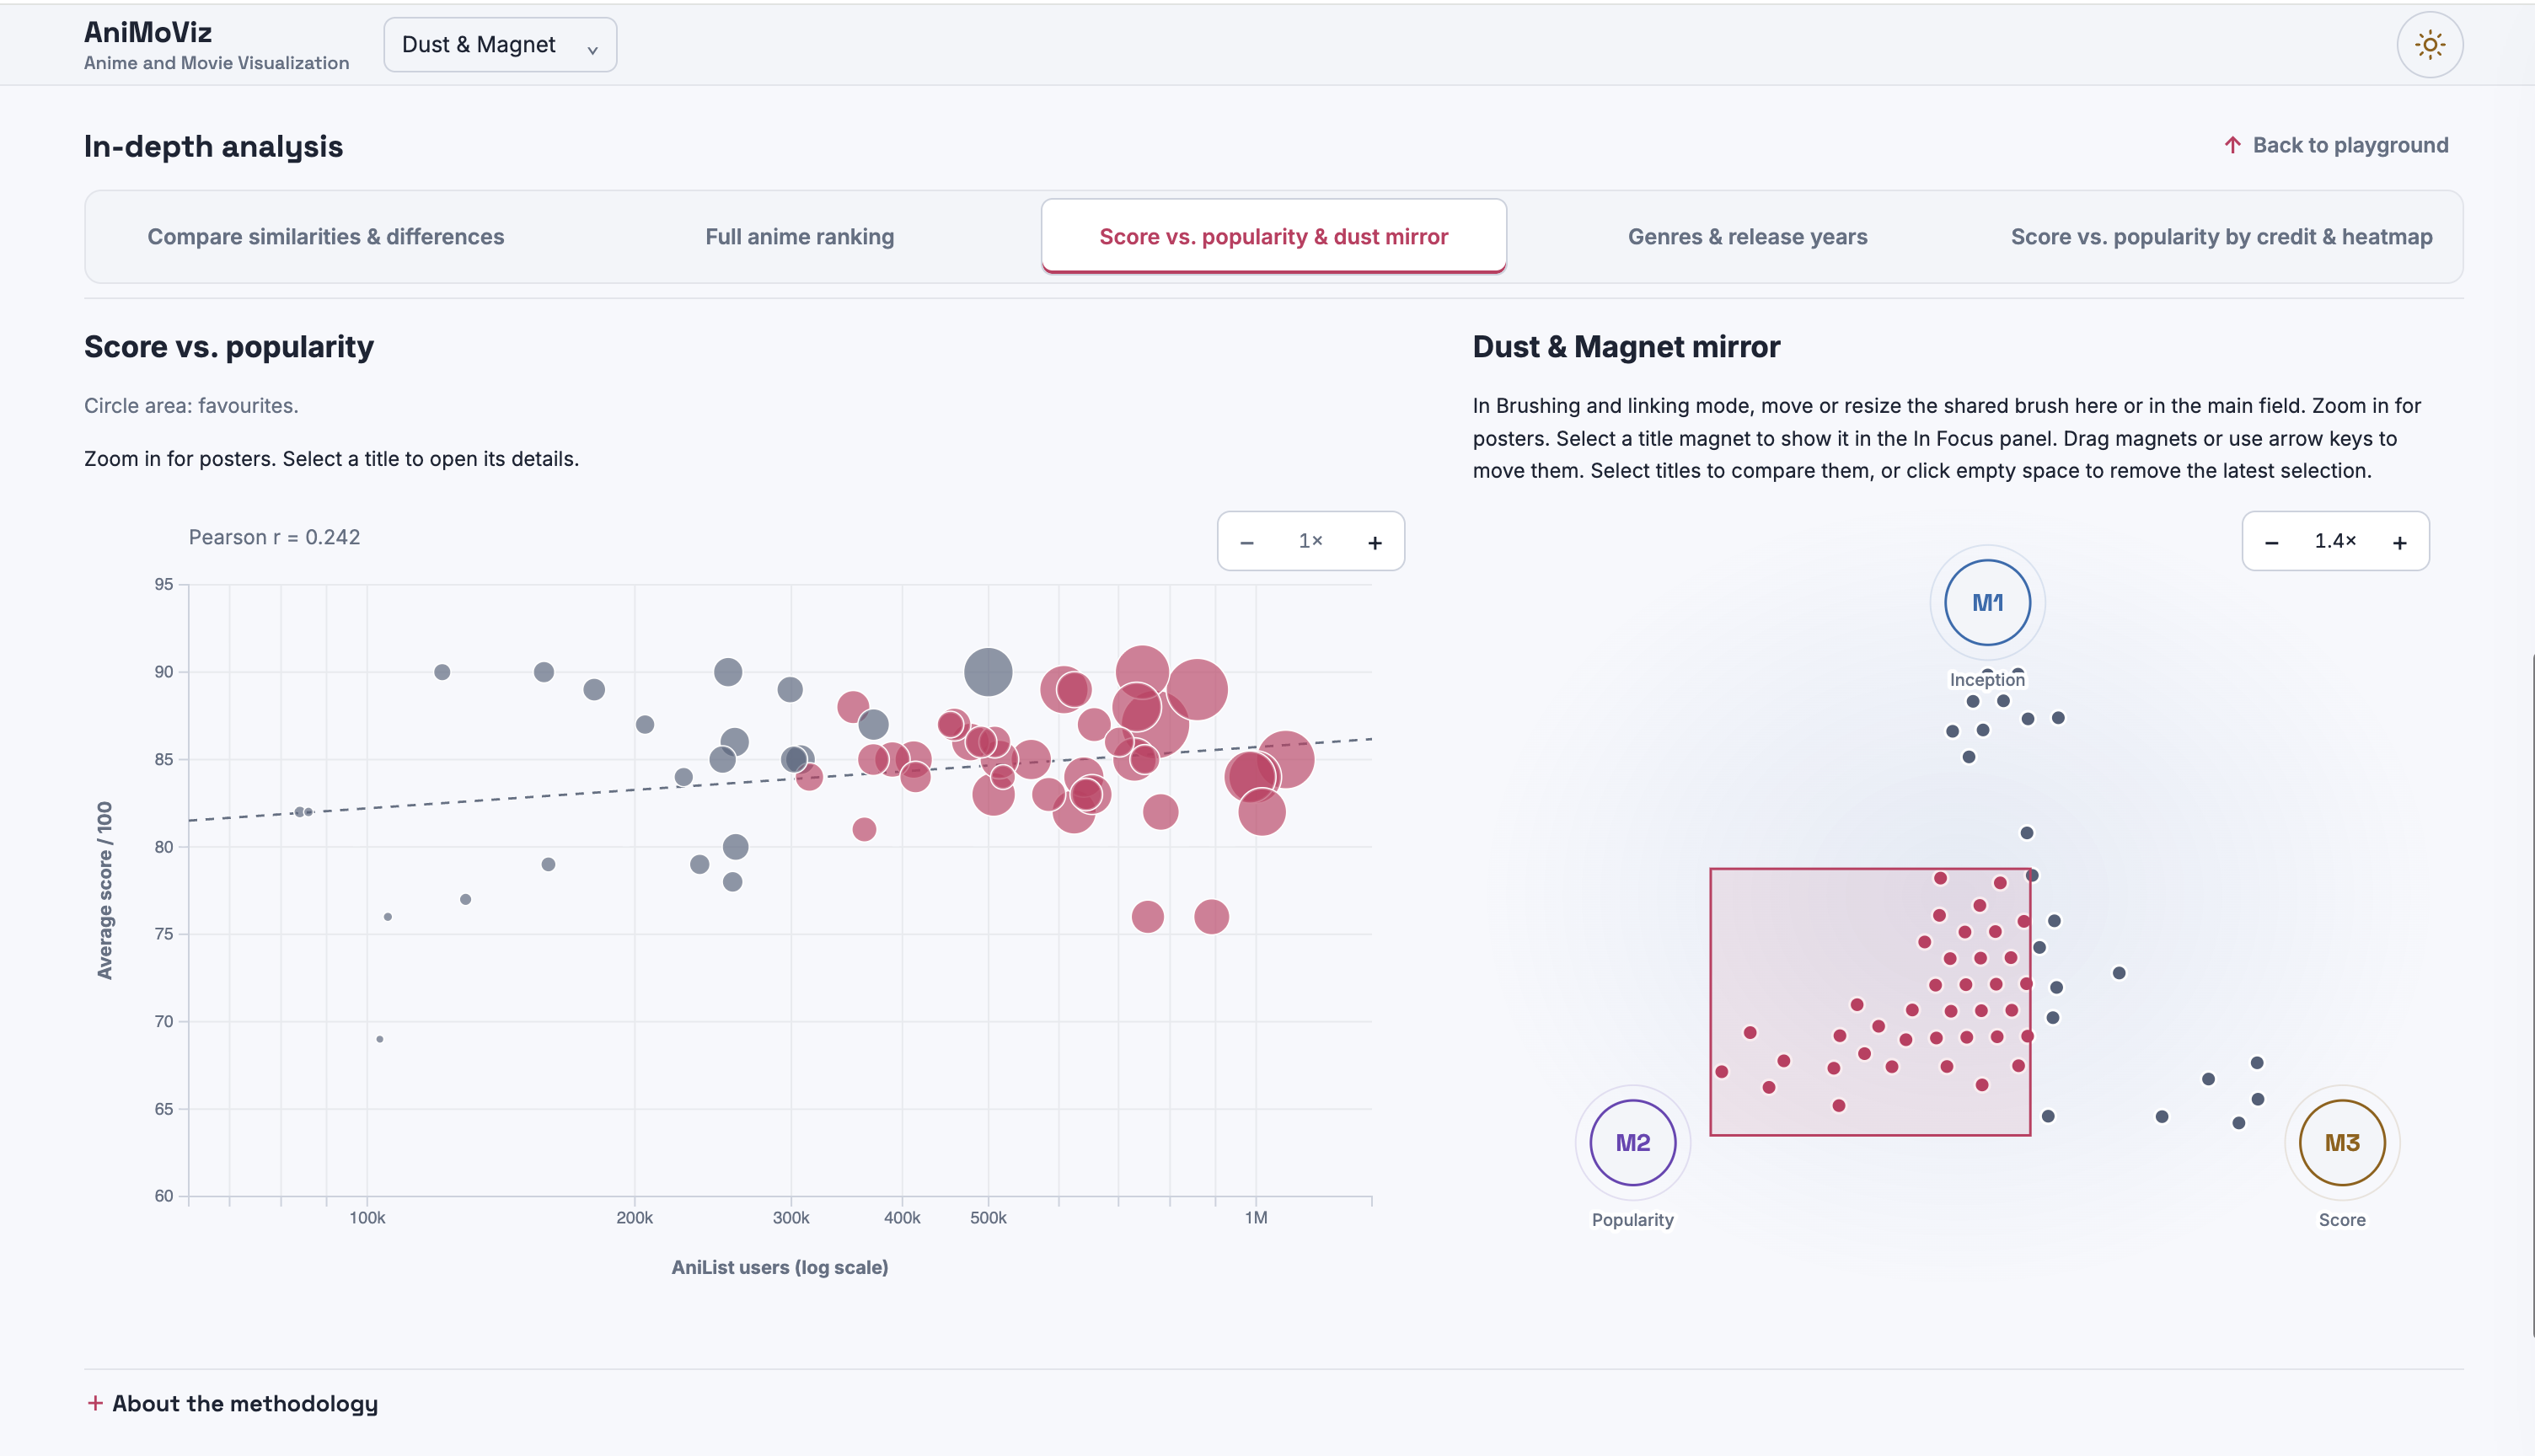 AniMoViz
Anime and Movie Visualization
Dust & Magnet
In-depth analysis
↑ Back to playground
Compare similarities & differences
Full anime ranking
Score vs. popularity & dust mirror
Genres & release years
Score vs. popularity by credit & heatmap
Score vs. popularity
Circle area: favourites.
Zoom in for posters. Select a title to open its details.
Pearson r = 0.242
− 1× +
95
90
85
80
75
70
65
60
Average score / 100
100k
200k
300k
400k
500k
1M
AniList users (log scale)
Dust & Magnet mirror
In Brushing and linking mode, move or resize the shared brush here or in the main field. Zoom in for
posters. Select a title magnet to show it in the In Focus panel. Drag magnets or use arrow keys to
move them. Select titles to compare them, or click empty space to remove the latest selection.
− 1.4× +
M1
Inception
M2
Popularity
M3
Score
+ About the methodology